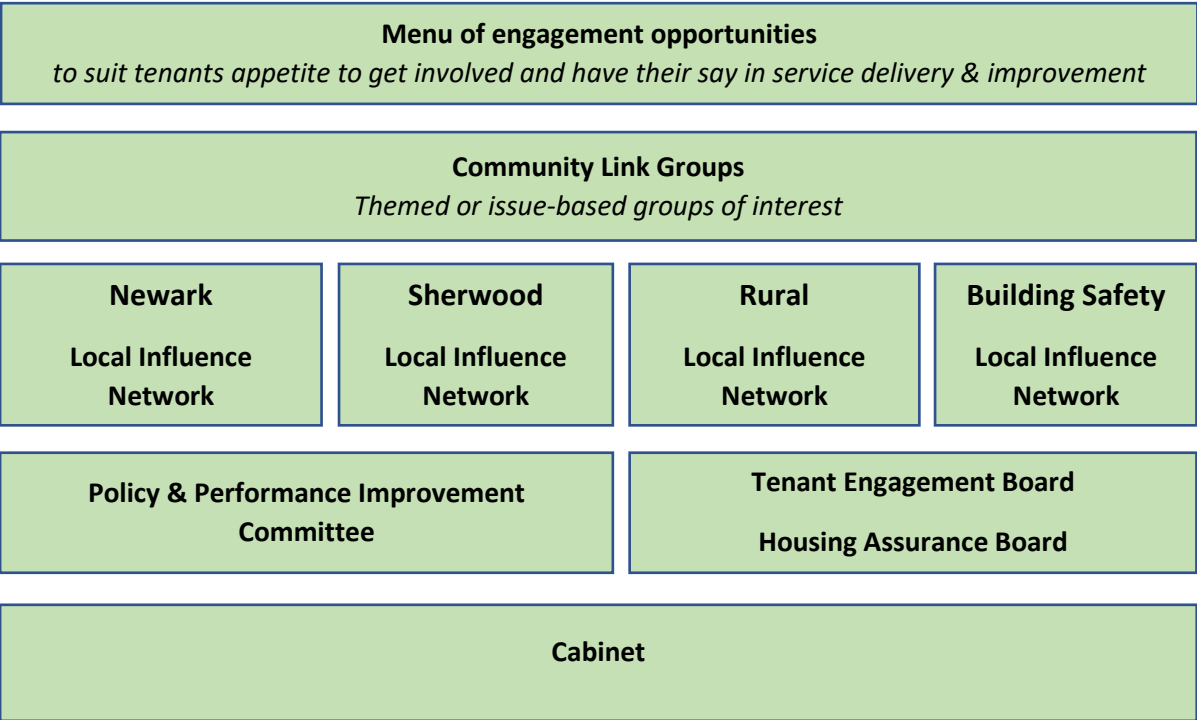 Menu of engagement opportunities
to suit tenants appetite to get involved and have their say in service delivery & improvement
Community Link Groups
Themed or issue-based groups of interest
Newark
Local Influence
Network
Sherwood
Local Influence
Network
Rural
Local Influence
Network
Building Safety
Local Influence
Network
Policy & Performance Improvement
Committee
Tenant Engagement Board
Housing Assurance Board
Cabinet